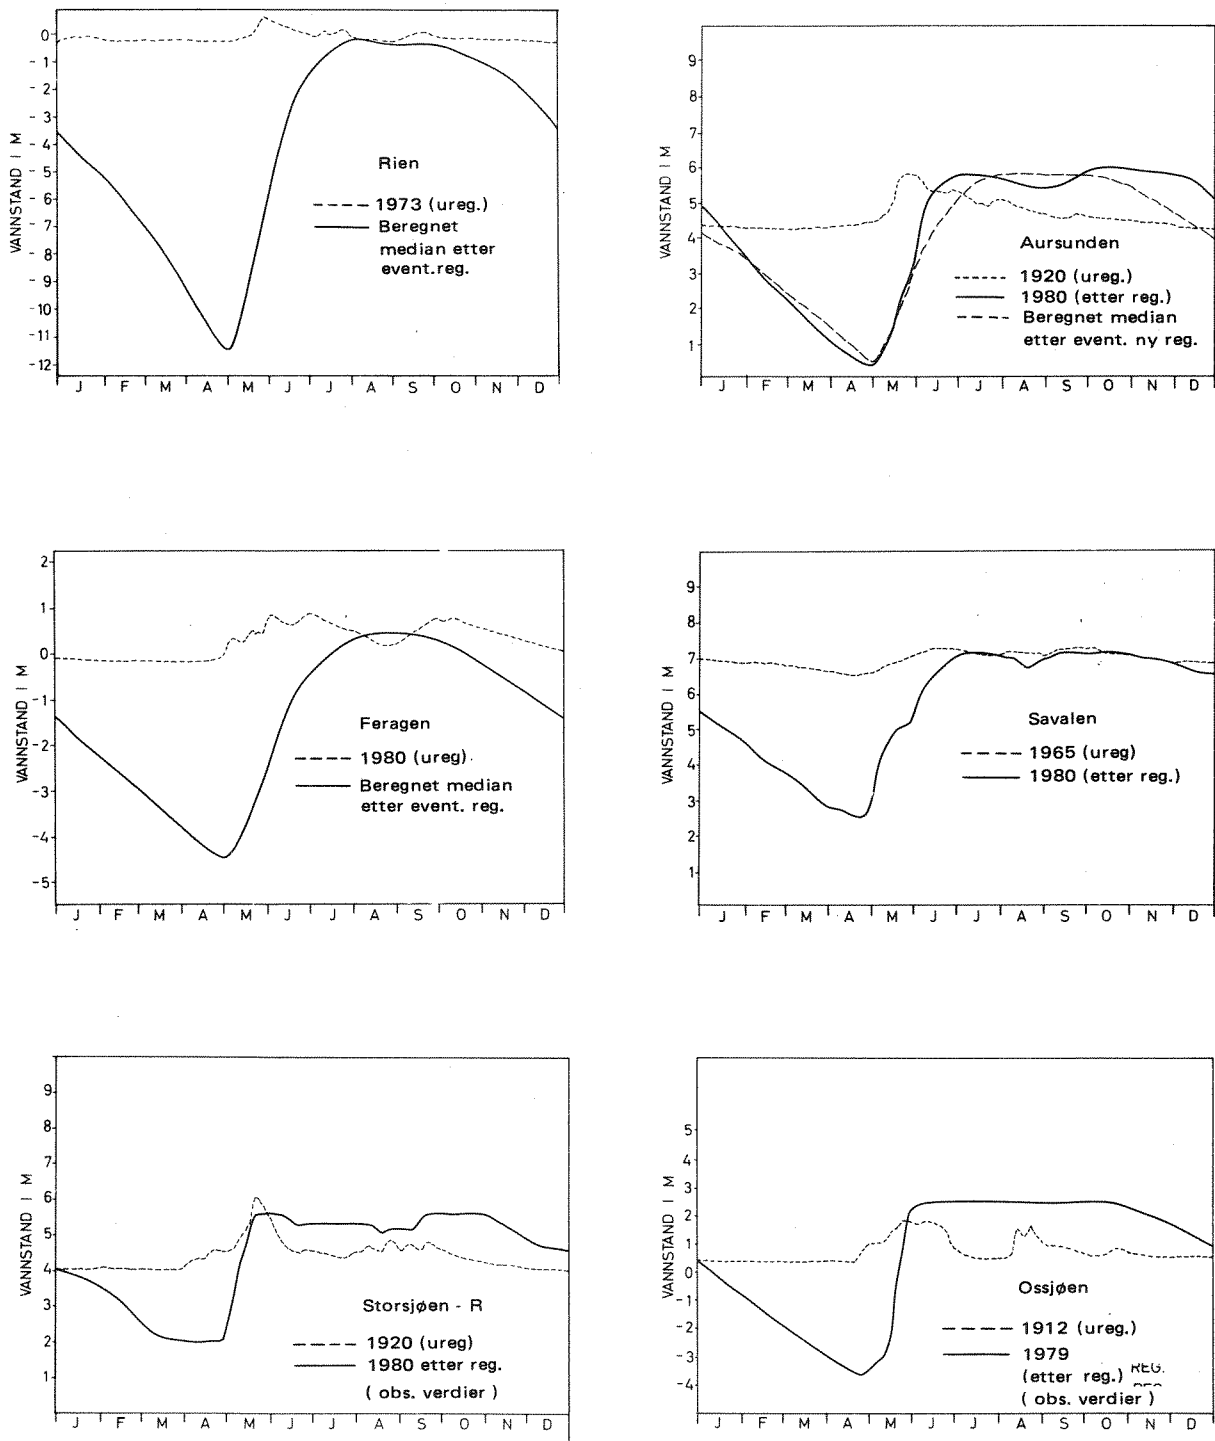 VANNSTAND I M
0
-1
-2
-3
-4
-5
-6
-7
-8
-9
-10
-11
-12
J F M A M J J A S O N D
Rien
1973 (ureg.)
Beregnet
median etter
event.reg.
VANNSTAND I M
9
8
7
6
5
4
3
2
1
J F M A M J J A S O N D
Aursunden
1920 (ureg.)
1980 (etter reg.)
Beregnet median
etter event. ny reg.
VANNSTAND I M
2
1
0
-1
-2
-3
-4
-5
J F M A M J J A S O N D
Feragen
1980 (ureg).
Beregnet median
etter event. reg.
VANNSTAND I M
9
8
7
6
5
4
3
2
1
J F M A M J J A S O N D
Savalen
1965 (ureg)
1980 (etter reg.)
VANNSTAND I M
9
8
7
6
5
4
3
2
1
J F M A M J J A S O N D
Storsjøen - R
1920 (ureg)
1980 etter reg.
( obs. verdier )
VANNSTAND I M
5
4
3
2
1
0
-1
-2
-3
-4
J F M A M J J A S O N D
Ossjøen
1912 (ureg.)
1979
(etter reg.) REG.
( obs. verdier )